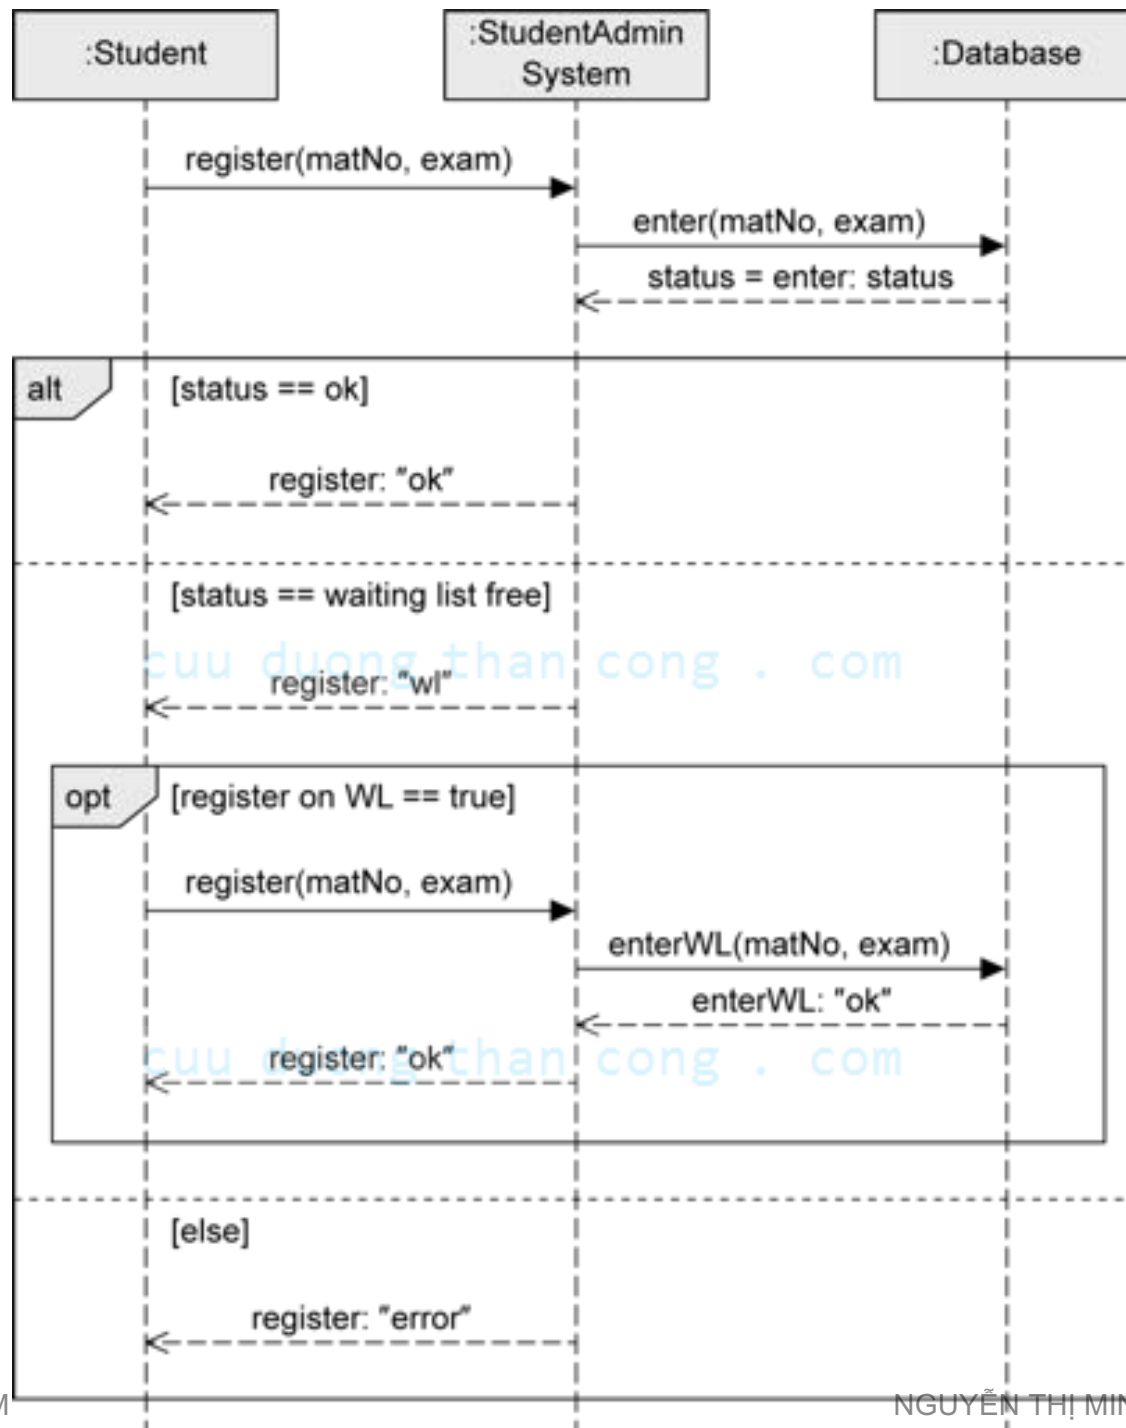 :Student
:StudentAdmin
System
:Database
register(matNo, exam)
enter(matNo, exam)
status = enter: status
alt
[status == ok]
register: "ok"
[status == waiting list free]
cuu duong than cong . com
register: "wl"
opt
[register on WL == true]
register(matNo, exam)
enterWL(matNo, exam)
enterWL: "ok"
cuu duong than cong . com
register: "ok"
[else]
register: "error"
NGUYỄN THỊ MIN